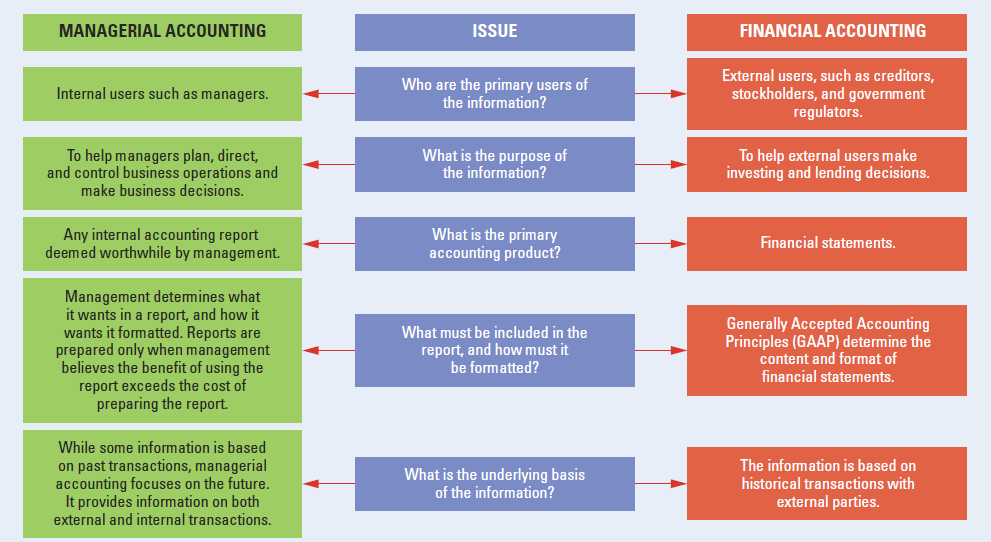 MANAGERIAL ACCOUNTING
ISSUE
FINANCIAL ACCOUNTING
Internal users such as managers.
Who are the primary users of
the information?
External users, such as creditors,
stockholders, and government
regulators.
To help managers plan, direct,
and control business operations and
make business decisions.
What is the purpose of
the information?
To help external users make
investing and lending decisions.
Any internal accounting report
deemed worthwhile by management.
What is the primary
accounting product?
Financial statements.
Management determines what
it wants in a report, and how it
wants it formatted. Reports are
prepared only when management
believes the benefit of using the
report exceeds the cost of
preparing the report.
What must be included in the
report, and how must it
be formatted?
Generally Accepted Accounting
Principles (GAAP) determine the
content and format of
financial statements.
While some information is based
on past transactions, managerial
accounting focuses on the future.
It provides information on both
external and internal transactions.
What is the underlying basis
of the information?
The information is based on
historical transactions with
external parties.